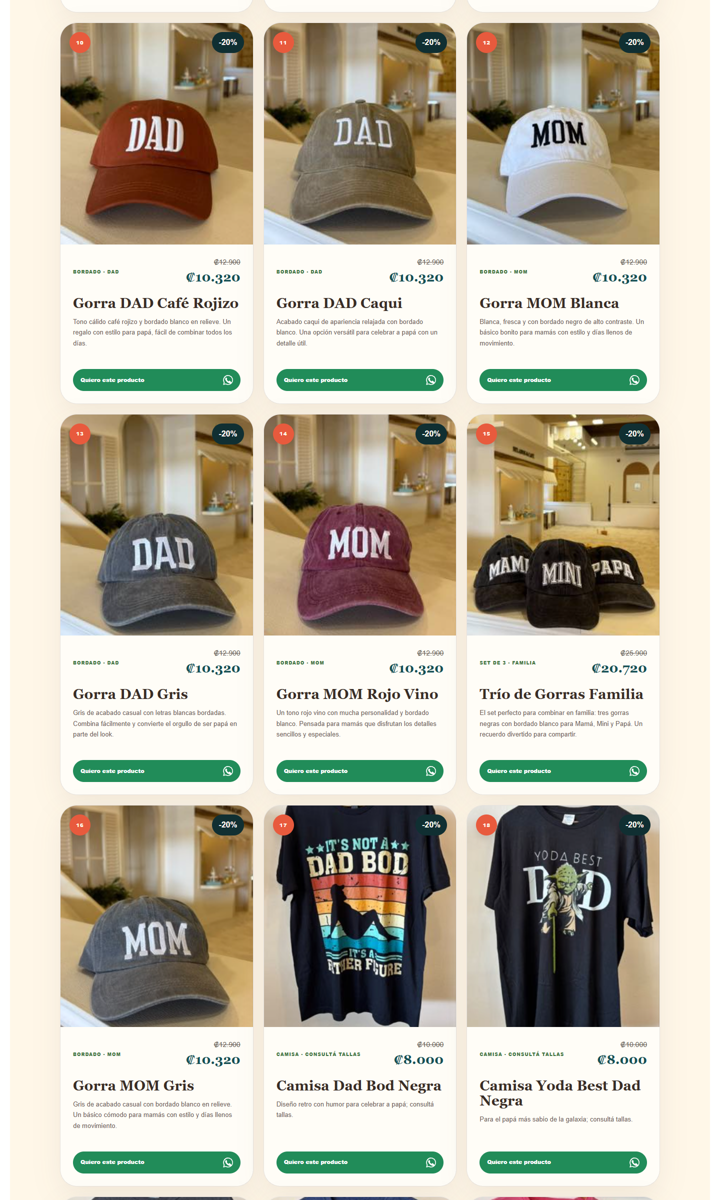 10
-20%
DAD
₡12.900
BORDADO · DAD
₡10.320
Gorra DAD Café Rojizo
Tono cálido café rojizo y bordado blanco en relieve. Un
regalo con estilo para papá, fácil de combinar todos los
días.
Quiero este producto
11
-20%
DAD
₡12.900
BORDADO · DAD
₡10.320
Gorra DAD Caqui
Acabado caqui de apariencia relajada con bordado
blanco. Una opción versátil para celebrar a papá con un
detalle útil.
Quiero este producto
12
-20%
MOM
₡12.900
BORDADO · MOM
₡10.320
Gorra MOM Blanca
Blanca, fresca y con bordado negro de alto contraste. Un
básico bonito para mamás con estilo y días llenos de
movimiento.
Quiero este producto
13
-20%
DAD
₡12.900
BORDADO · DAD
₡10.320
Gorra DAD Gris
Gris de acabado casual con letras blancas bordadas.
Combina fácilmente y convierte el orgullo de ser papá en
parte del look.
Quiero este producto
14
-20%
MOM
₡12.900
BORDADO · MOM
₡10.320
Gorra MOM Rojo Vino
Un tono rojo vino con mucha personalidad y bordado
blanco. Pensada para mamás que disfrutan los detalles
sencillos y especiales.
Quiero este producto
15
-20%
MAMI
MINI
PAPA
₡25.900
SET DE 3 · FAMILIA
₡20.720
Trío de Gorras Familia
El set perfecto para combinar en familia: tres gorras
negras con bordado blanco para Mamá, Mini y Papá. Un
recuerdo divertido para compartir.
Quiero este producto
16
-20%
MOM
₡12.900
BORDADO · MOM
₡10.320
Gorra MOM Gris
Gris de acabado casual con bordado blanco en relieve.
Un básico cómodo para mamás con estilo y días llenos
de movimiento.
Quiero este producto
17
-20%
IT'S NOT A
DAD BOD
IT'S A
FATHER FIGURE
₡10.000
CAMISA · CONSULTÁ TALLAS
₡8.000
Camisa Dad Bod Negra
Diseño retro con humor para celebrar a papá; consultá
tallas.
Quiero este producto
18
-20%
YODA BEST
DAD
₡10.000
CAMISA · CONSULTÁ TALLAS
₡8.000
Camisa Yoda Best Dad
Negra
Para el papá más sabio de la galaxia; consultá tallas.
Quiero este producto